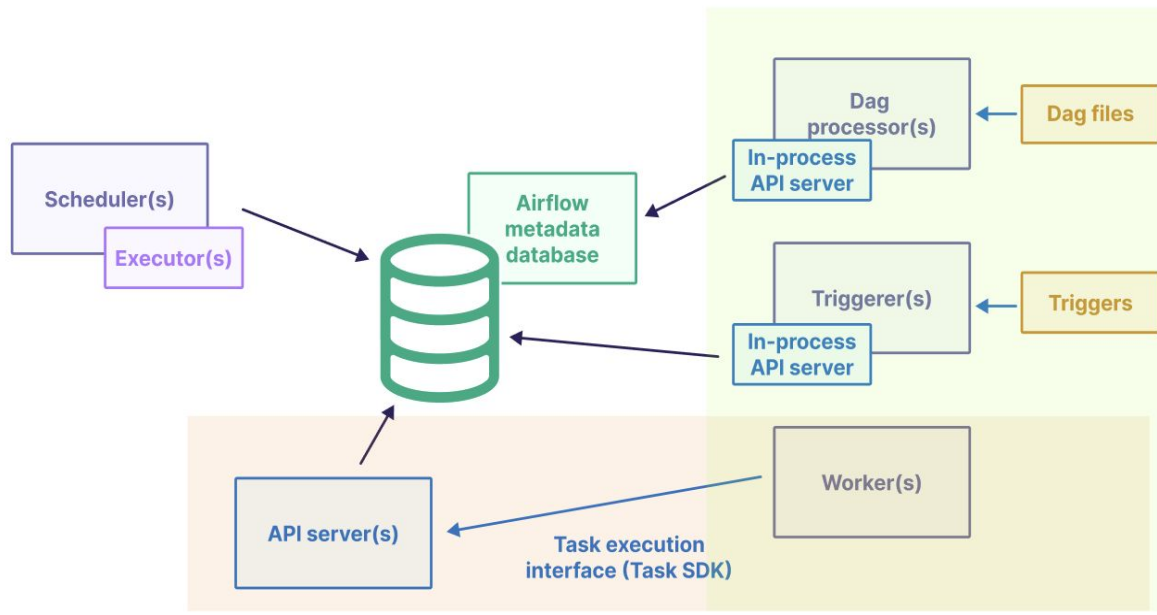 Dag
processor(s)
Dag files
In-process
API server
Scheduler(s)
Executor(s)
Airflow
metadata
database
Triggerer(s)
Triggers
In-process
API server
Worker(s)
API server(s)
Task execution
interface (Task SDK)